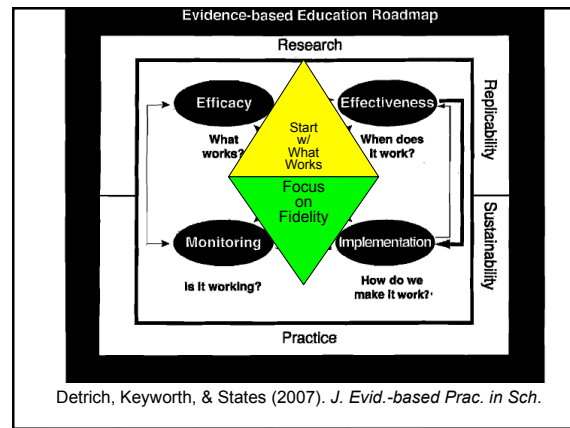 Evidence-based Education Roadmap
Research
Efficacy
Effectiveness
What
works?
Start
w/
What
Works
When does
it work?
Replicability
Focus
on
Fidelity
Monitoring
Implementation
Sustainability
Is it working?
How do we
make it work?
Practice
Detrich, Keyworth, & States (2007). J. Evid.-based Prac. in Sch.